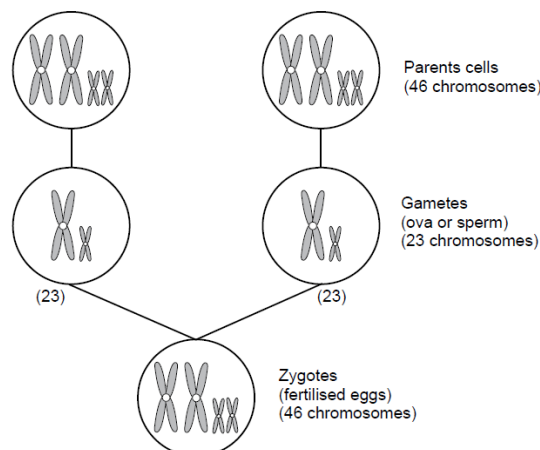 Parents cells
(46 chromosomes)
Gametes
(ova or sperm)
(23 chromosomes)
(23)
(23)
Zygotes
(fertilised eggs)
(46 chromosomes)